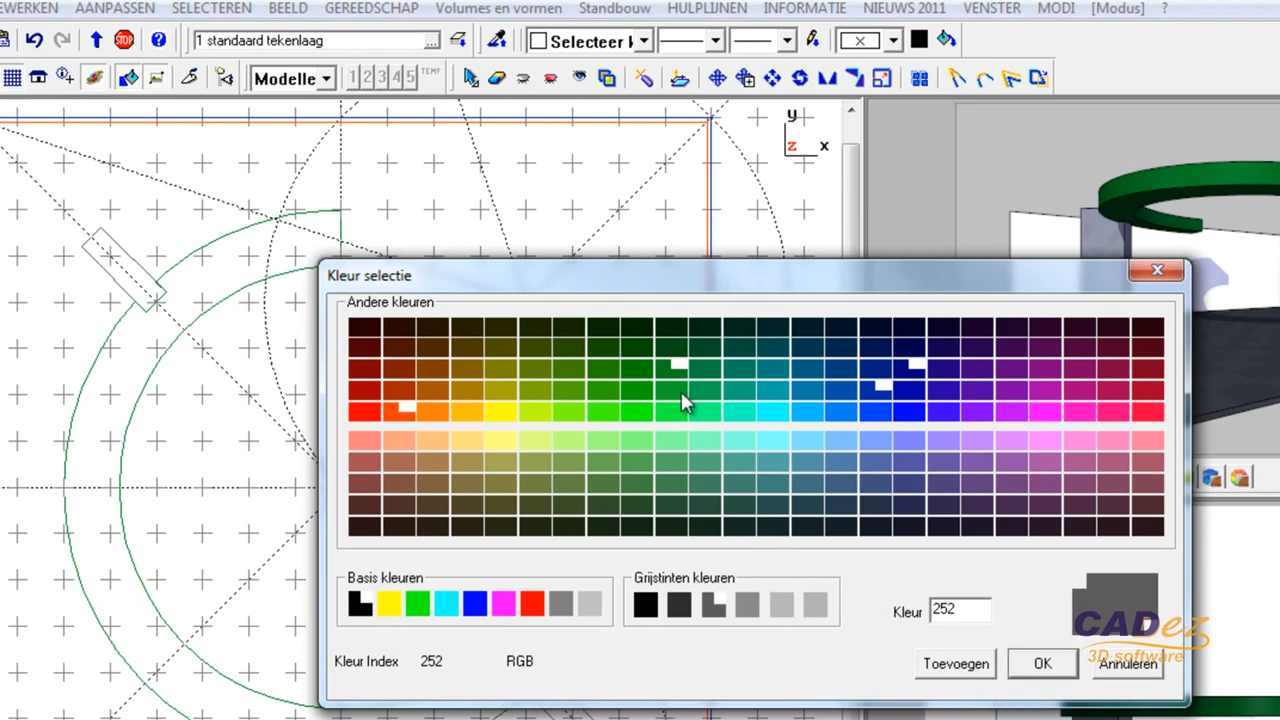 EWERKEN AANPASSEN SELECTEREN BEELD GEREEDSCHAP Volumes en vormen Standbouw HULPLIJNEN INFORMATIE NIEUWS 2011 VENSTER MODI [Modus] ?
STOP ? 1 standaard tekenlaag ... Selecteer
Modelle 1 2 3 4 5 TEMP
y
z x
Kleur selectie
Andere kleuren
Basis kleuren Grijstinten kleuren
Kleur 252
CADez
3D software
Kleur Index 252 RGB Toevoegen OK Annuleren